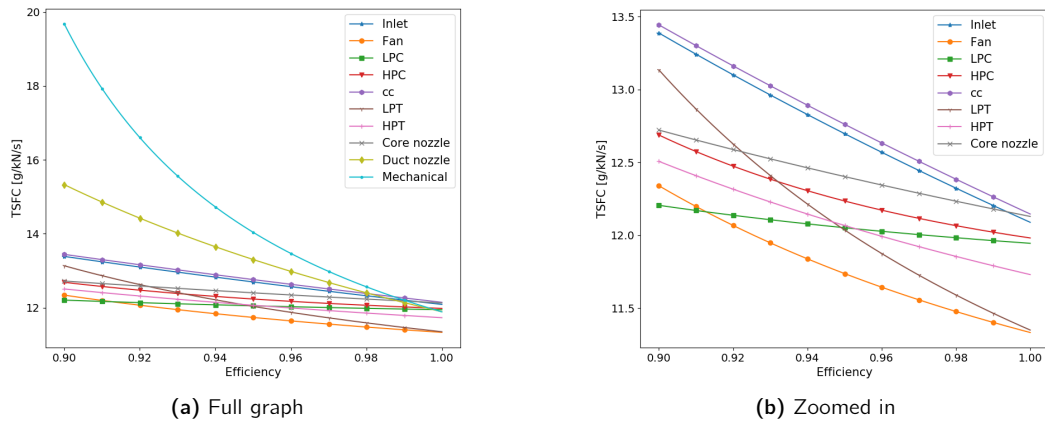 20
18
16
14
12
TSFC [g/kN/s]
0.90
0.92
0.94
0.96
0.98
1.00
Efficiency
Inlet
Fan
LPC
HPC
cc
LPT
HPT
Core nozzle
Duct nozzle
Mechanical
(a) Full graph
13.5
13.0
12.5
12.0
11.5
TSFC [g/kN/s]
0.90
0.92
0.94
0.96
0.98
1.00
Efficiency
Inlet
Fan
LPC
HPC
cc
LPT
HPT
Core nozzle
(b) Zoomed in